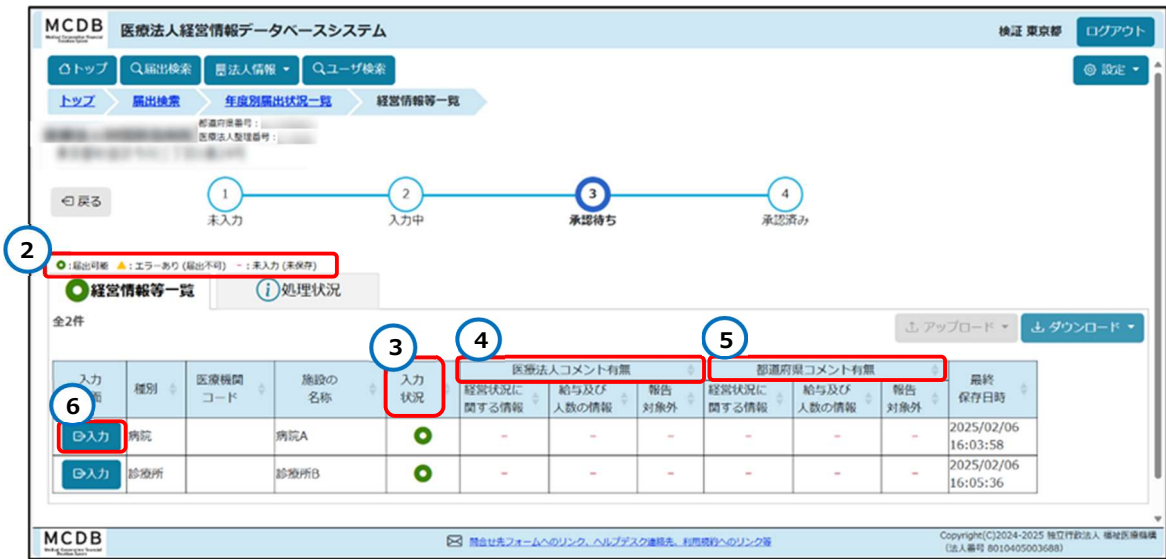 MCDB 医療法人経営情報データベースシステム 検証 東京都 ログアウト
トップ 届出検索 法人情報 ユーザ検索 設定
トップ 届出検索 年度別届出状況一覧 経営情報等一覧
都道府県番号：
医療法人整理番号：
戻る 1 2 3 4
未入力 入力中 承認待ち 承認済み
2
：届出可能 ：エラーあり (届出不可) －：未入力 (未保存)
経営情報等一覧 i 処理状況
全2件 アップロード ダウンロード
3 4 5
入力 種別 医療機関コード 施設の名称 入力状況 医療法人コメント有無 都道府県コメント有無 最終保存日時
経営状況に関する情報 給与及び人数の情報 報告対象外 経営状況に関する情報 給与及び人数の情報 報告対象外
6
入力 病院 病院A － － － － － － 2025/02/06 16:03:58
入力 診療所 診療所B － － － － － － 2025/02/06 16:05:36
MCDB 問合せ先フォームへのリンク、ヘルプデスク連絡先、利用規約へのリンク等 Copyright(C)2024-2025 独立行政法人 福祉医療機構
(法人番号 8010405003688)